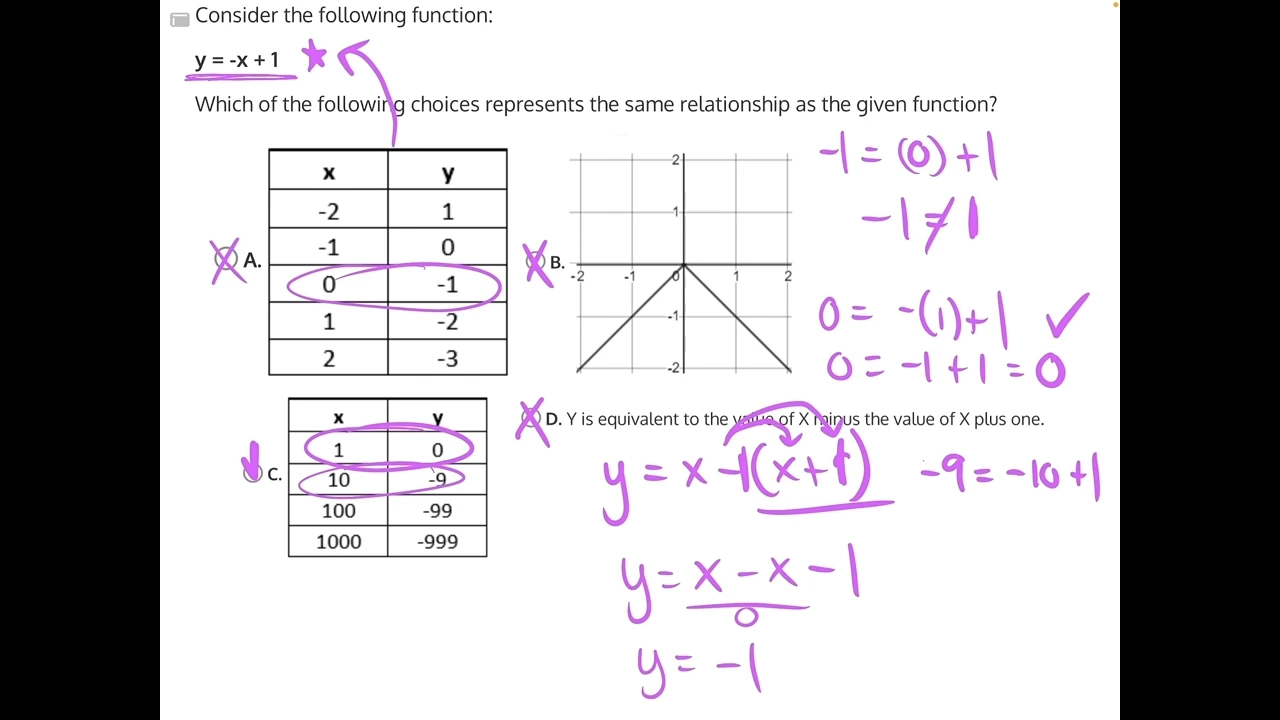 Consider the following function:
y = -x + 1
Which of the following choices represents the same relationship as the given function?
A.
x y
-2 1
-1 0
0 -1
1 -2
2 -3
B.
2
1
-2 -1 0 1 2
-1
-2
-1 = (0) + 1
-1 ≠ 1
0 = -(1)+1 ✓
0 = -1 + 1 = 0
C.
x y
1 0
10 -9
100 -99
1000 -999
D. Y is equivalent to the value of X minus the value of X plus one.
y = x - 1(x+1)
-9 = -10 + 1
y = x - x - 1
0
y = -1